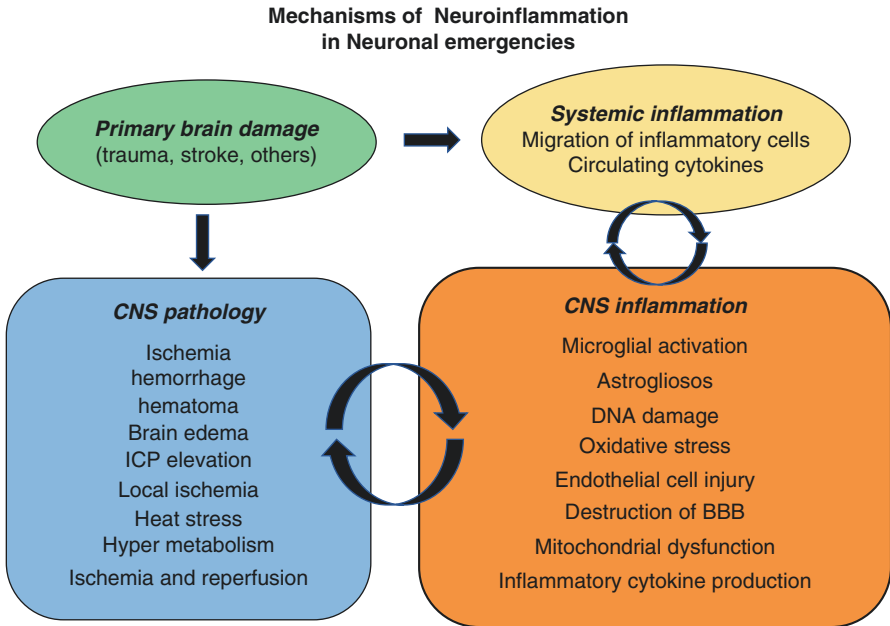 Mechanisms of Neuroinflammation
in Neuronal emergencies
Primary brain damage
(trauma, stroke, others)
Systemic inflammation
Migration of inflammatory cells
Circulating cytokines
CNS pathology
Ischemia
hemorrhage
hematoma
Brain edema
ICP elevation
Local ischemia
Heat stress
Hyper metabolism
Ischemia and reperfusion
CNS inflammation
Microglial activation
Astrogliosos
DNA damage
Oxidative stress
Endothelial cell injury
Destruction of BBB
Mitochondrial dysfunction
Inflammatory cytokine production